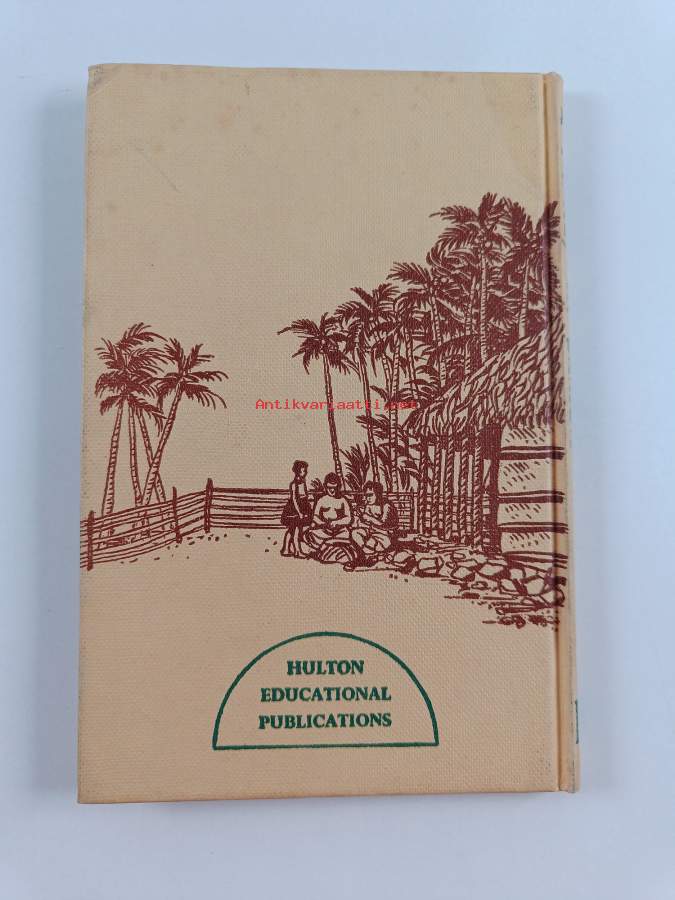 Antikvariaatti.net
HULTON
EDUCATIONAL
PUBLICATIONS